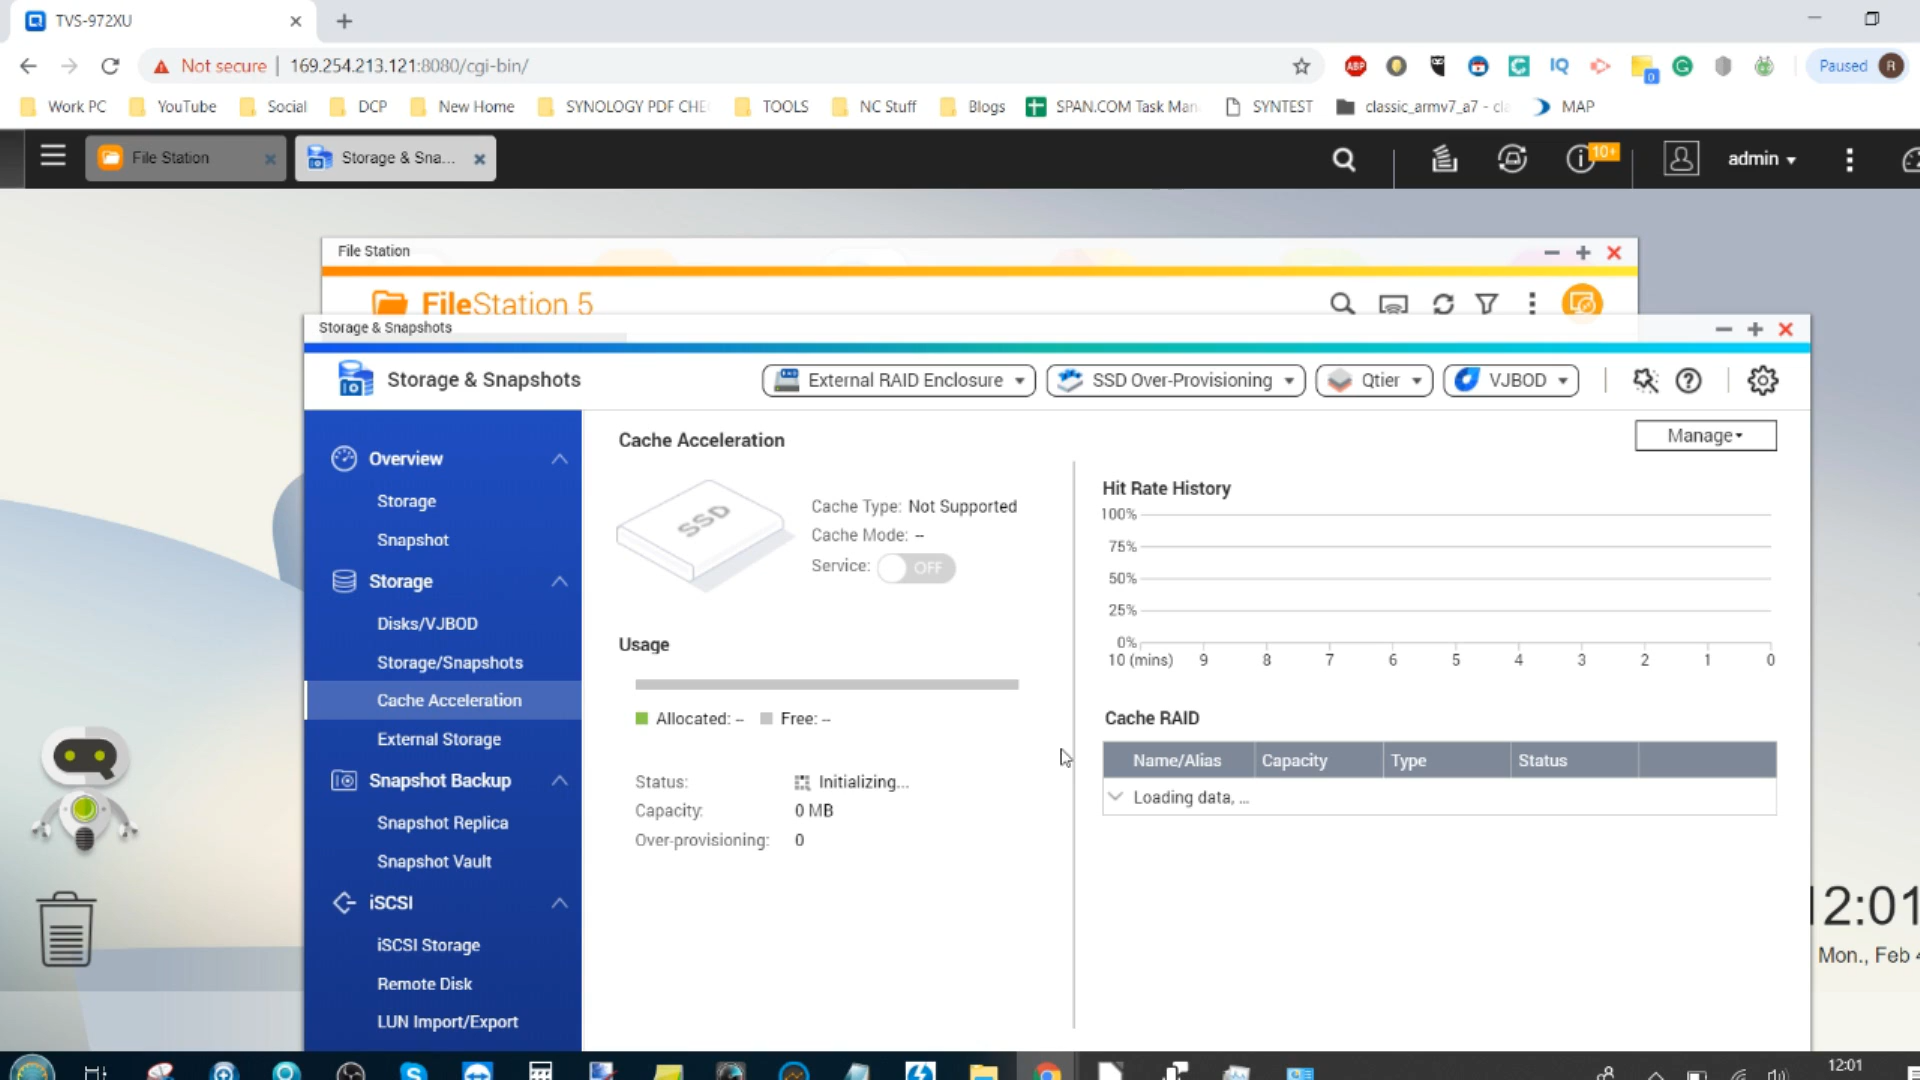 TVS-972XU
Not secure | 169.254.213.121:8080/cgi-bin/
ABP
IQ
0
Paused R
Work PC YouTube Social DCP New Home SYNOLOGY PDF CHE TOOLS NC Stuff Blogs SPAN.COM Task Man SYNTEST classic_armv7_a7 - cl MAP
File Station
Storage & Sna...
10+
admin
File Station
FileStation 5
Storage & Snapshots
Storage & Snapshots
External RAID Enclosure
SSD Over-Provisioning
Qtier
VJBOD
Overview
Storage
Snapshot
Storage
Disks/VJBOD
Storage/Snapshots
Cache Acceleration
External Storage
Snapshot Backup
Snapshot Replica
Snapshot Vault
iSCSI
iSCSI Storage
Remote Disk
LUN Import/Export
Cache Acceleration
Manage
SSD
Cache Type: Not Supported
Cache Mode: --
Service: OFF
Usage
Allocated: -- Free: --
Status: Initializing...
Capacity: 0 MB
Over-provisioning: 0
Hit Rate History
100%
75%
50%
25%
0%
10 (mins) 9 8 7 6 5 4 3 2 1 0
Cache RAID
Name/Alias Capacity Type Status
Loading data, ...
12:01
Mon., Feb 4
12:01